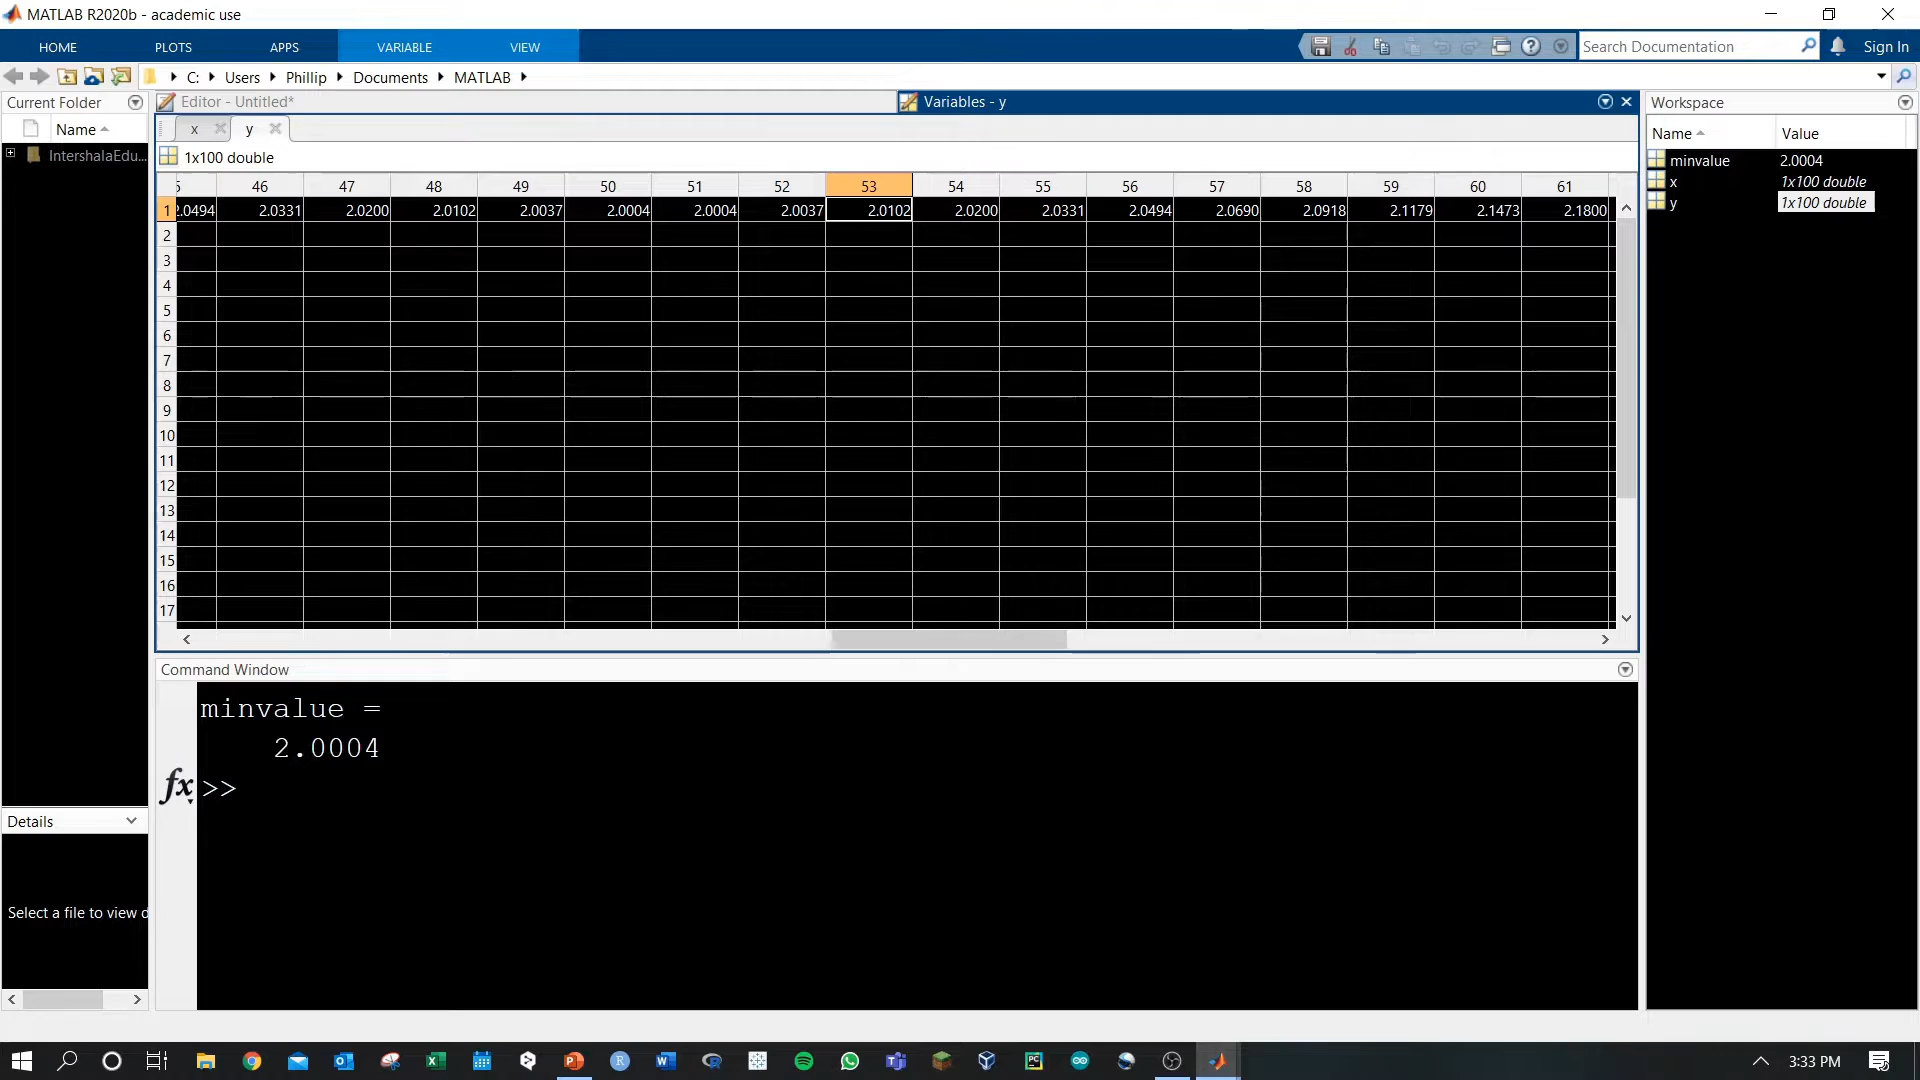 MATLAB R2020b - academic use
HOME PLOTS APPS VARIABLE VIEW Search Documentation Sign In
C: Users Phillip Documents MATLAB
Current Folder Editor - Untitled* Variables - y Workspace
Name x y Name Value
IntershalaEdu... 1x100 double minvalue 2.0004
x 1x100 double
y 1x100 double
5 46 47 48 49 50 51 52 53 54 55 56 57 58 59 60 61
1 2.0494 2.0331 2.0200 2.0102 2.0037 2.0004 2.0004 2.0037 2.0102 2.0200 2.0331 2.0494 2.0690 2.0918 2.1179 2.1473 2.1800
2
3
4
5
6
7
8
9
10
11
12
13
14
15
16
17
Command Window
minvalue =
2.0004
fx >>
Details
Select a file to view d
3:33 PM